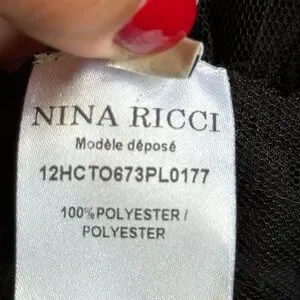 NINA RICCI
Modèle déposé
12HCTO673PL0177
100%POLYESTER /
POLYESTER